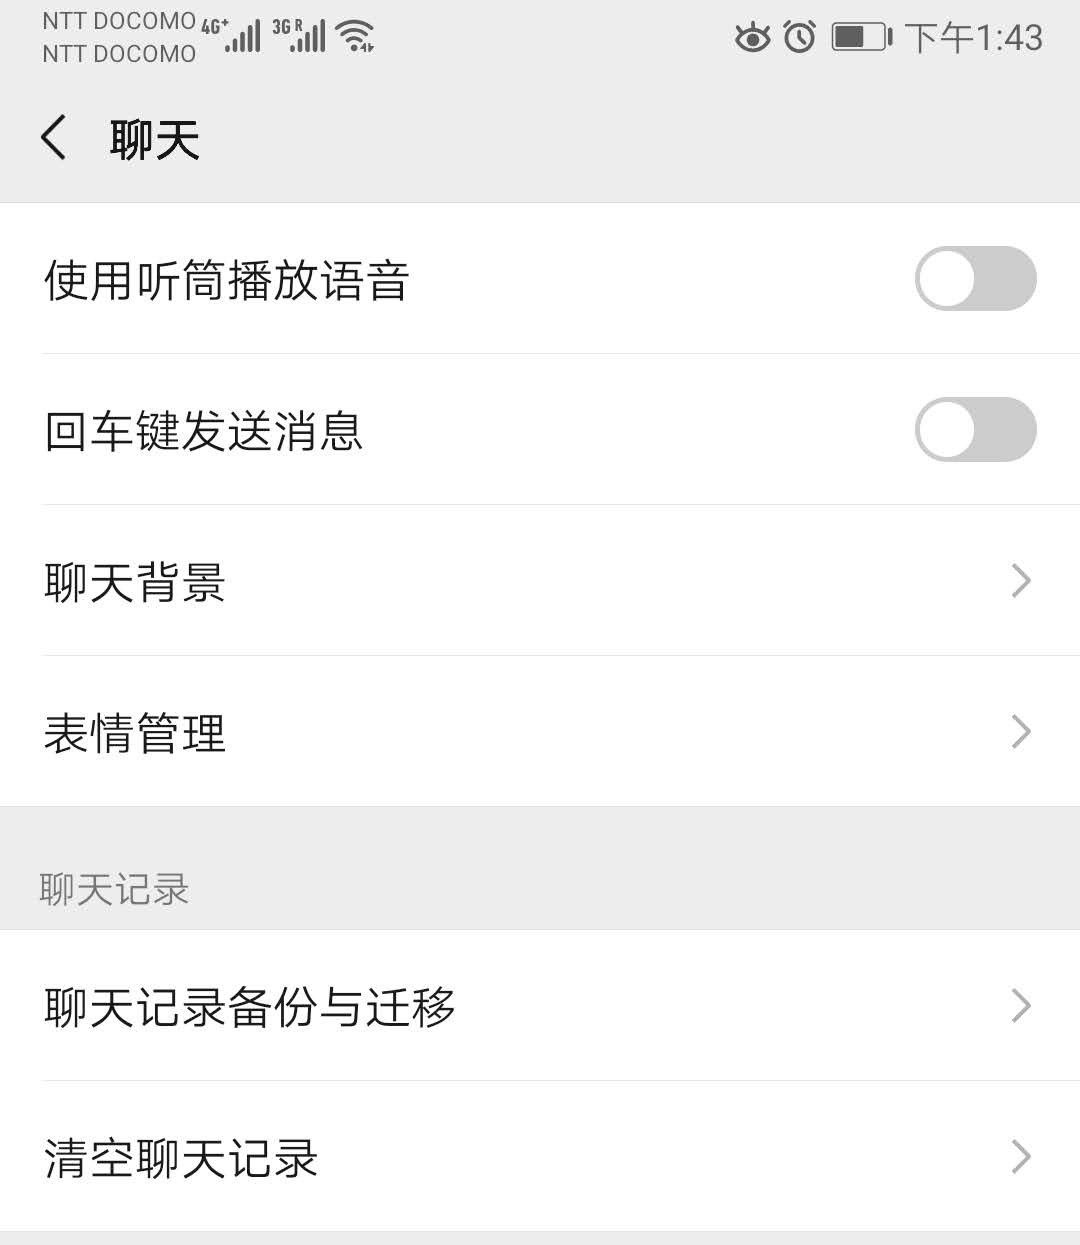 NTT DOCOMO 4G+ 3G R
NTT DOCOMO
下午1:43
聊天
使用听筒播放语音
回车键发送消息
聊天背景
表情管理
聊天记录
聊天记录备份与迁移
清空聊天记录